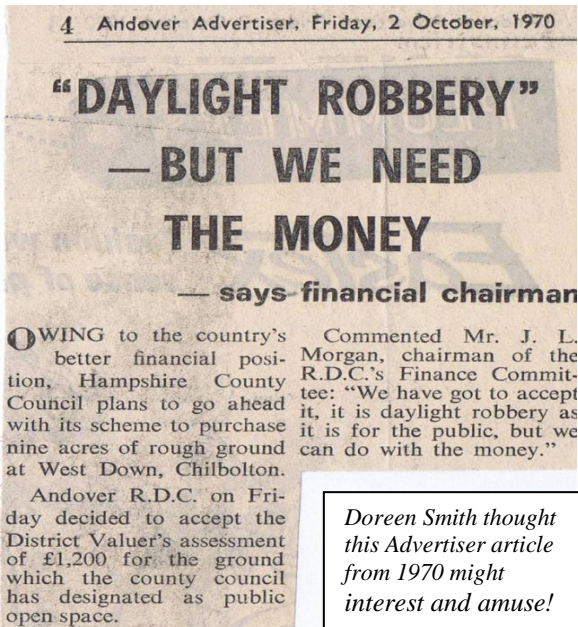 4 Andover Advertiser, Friday, 2 October, 1970
“DAYLIGHT ROBBERY”
— BUT WE NEED
THE MONEY
— says financial chairman
OWING to the country's
better financial posi-
tion, Hampshire County
Council plans to go ahead
with its scheme to purchase
nine acres of rough ground
at West Down, Chilbolton.
Andover R.D.C. on Fri-
day decided to accept the
District Valuer's assessment
of £1,200 for the ground
which the county council
has designated as public
open space.
Commented Mr. J. L.
Morgan, chairman of the
R.D.C.'s Finance Commit-
tee: “We have got to accept
it, it is daylight robbery as
it is for the public, but we
can do with the money.”
Doreen Smith thought
this Advertiser article
from 1970 might
interest and amuse!